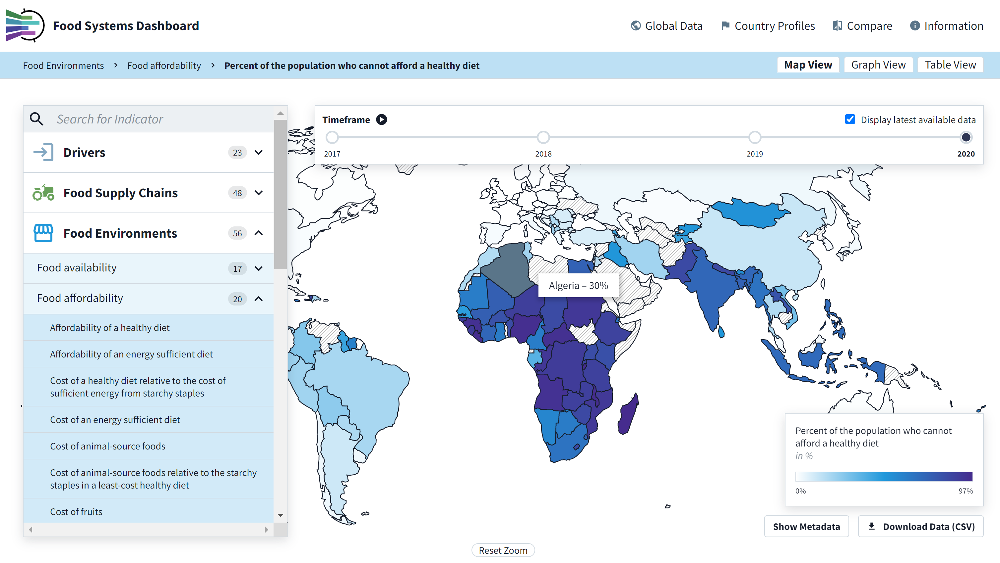 Food Systems Dashboard
Global Data
Country Profiles
Compare
Information
Food Environments > Food affordability > Percent of the population who cannot afford a healthy diet
Map View
Graph View
Table View
Search for Indicator
Drivers 23
Food Supply Chains 48
Food Environments 56
Food availability 17
Food affordability 20
Affordability of a healthy diet
Affordability of an energy sufficient diet
Cost of a healthy diet relative to the cost of
sufficient energy from starchy staples
Cost of an energy sufficient diet
Cost of animal-source foods
Cost of animal-source foods relative to the starchy
staples in a least-cost healthy diet
Cost of fruits
Timeframe
Display latest available data
2017
2018
2019
2020
Algeria – 30%
Percent of the population who cannot
afford a healthy diet
in %
0%
97%
Show Metadata
Download Data (CSV)
Reset Zoom